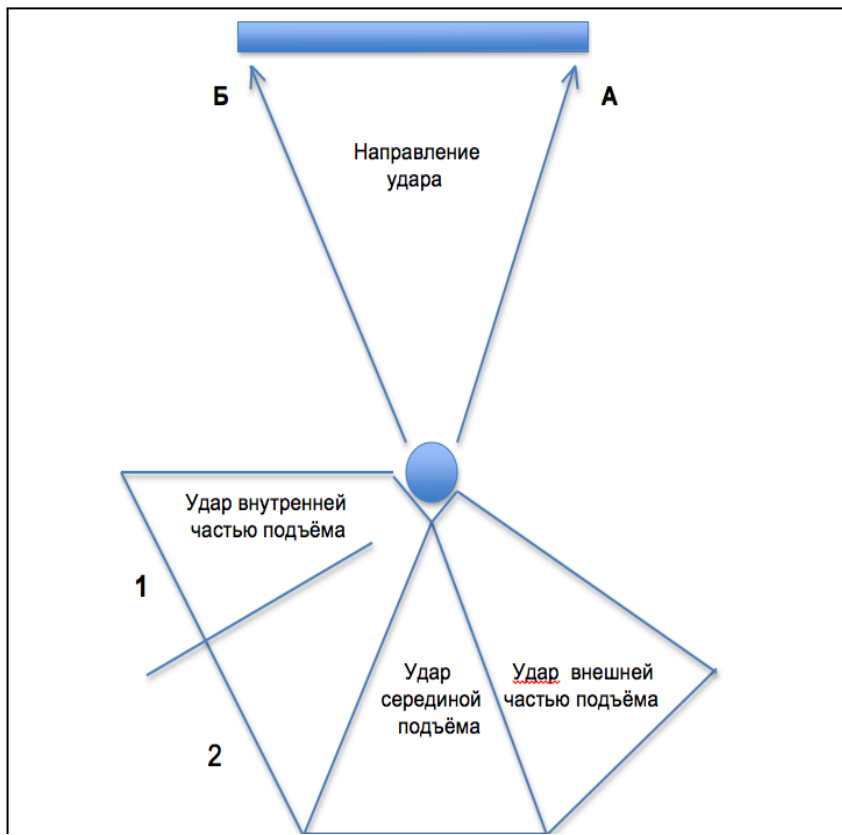 Б
А
Направление
удара
Удар внутренней
частью подъёма
1
Удар
серединой
подъёма
Удар внешней
частью подъёма
2